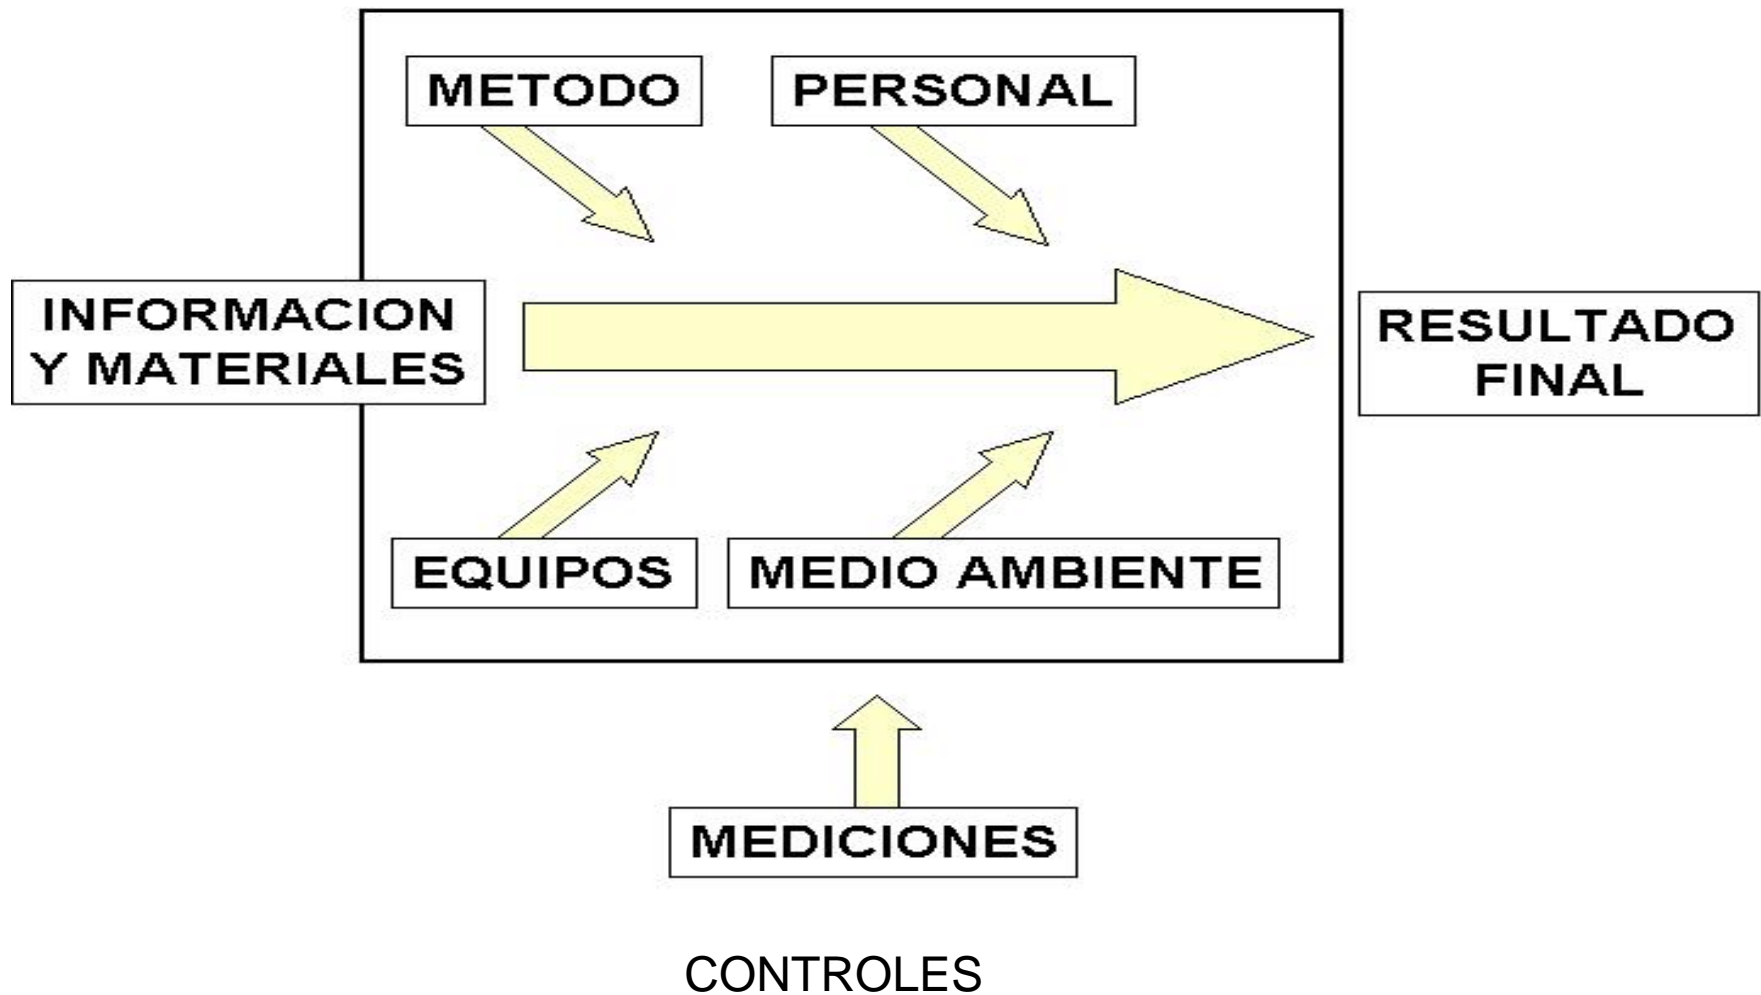 METODO
PERSONAL
INFORMACION
Y MATERIALES
RESULTADO
FINAL
EQUIPOS
MEDIO AMBIENTE
MEDICIONES
CONTROLES